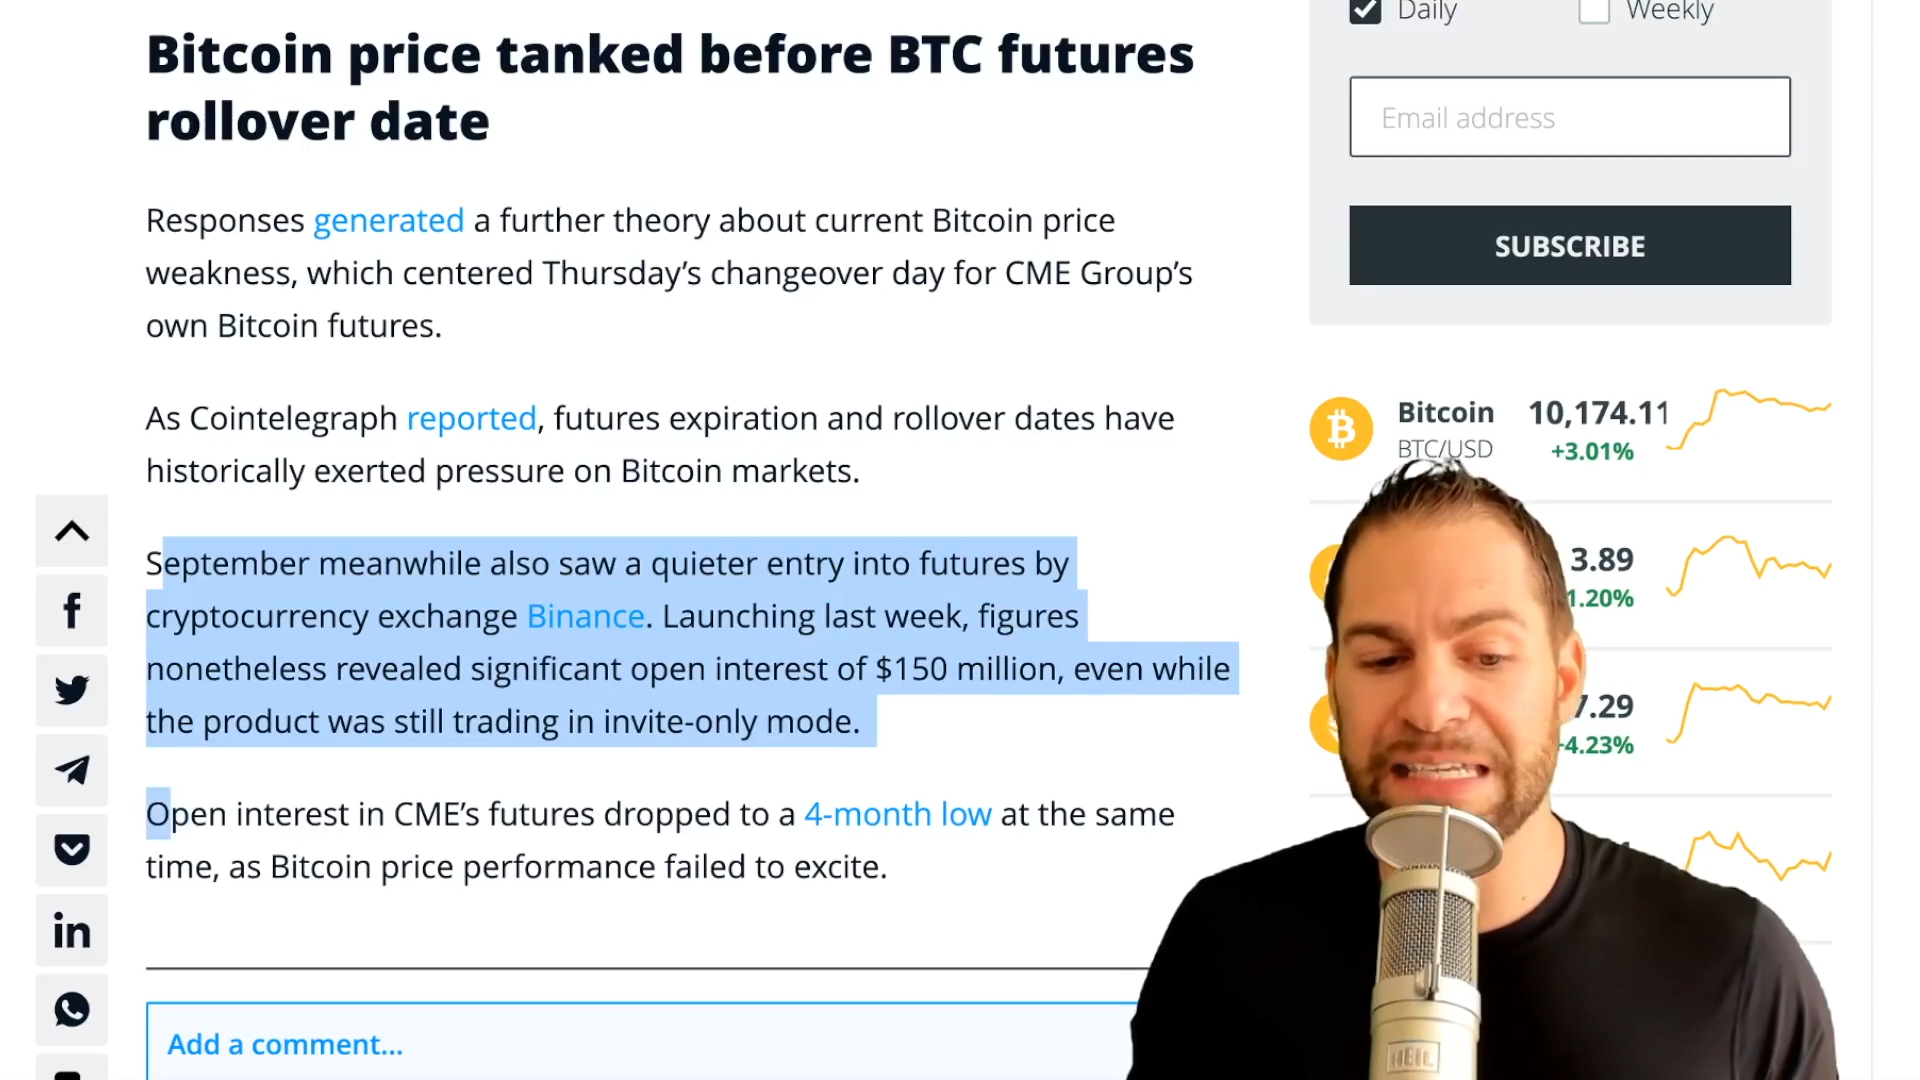 Bitcoin price tanked before BTC futures
rollover date
Responses generated a further theory about current Bitcoin price
weakness, which centered Thursday’s changeover day for CME Group’s
own Bitcoin futures.
As Cointelegraph reported, futures expiration and rollover dates have
historically exerted pressure on Bitcoin markets.
September meanwhile also saw a quieter entry into futures by
cryptocurrency exchange Binance. Launching last week, figures
nonetheless revealed significant open interest of $150 million, even while
the product was still trading in invite-only mode.
Open interest in CME’s futures dropped to a 4-month low at the same
time, as Bitcoin price performance failed to excite.
Add a comment...
Daily Weekly
Email address
SUBSCRIBE
Bitcoin 10,174.11
BTC/USD +3.01%
3.89
1.20%
7.29
4.23%
HEIL